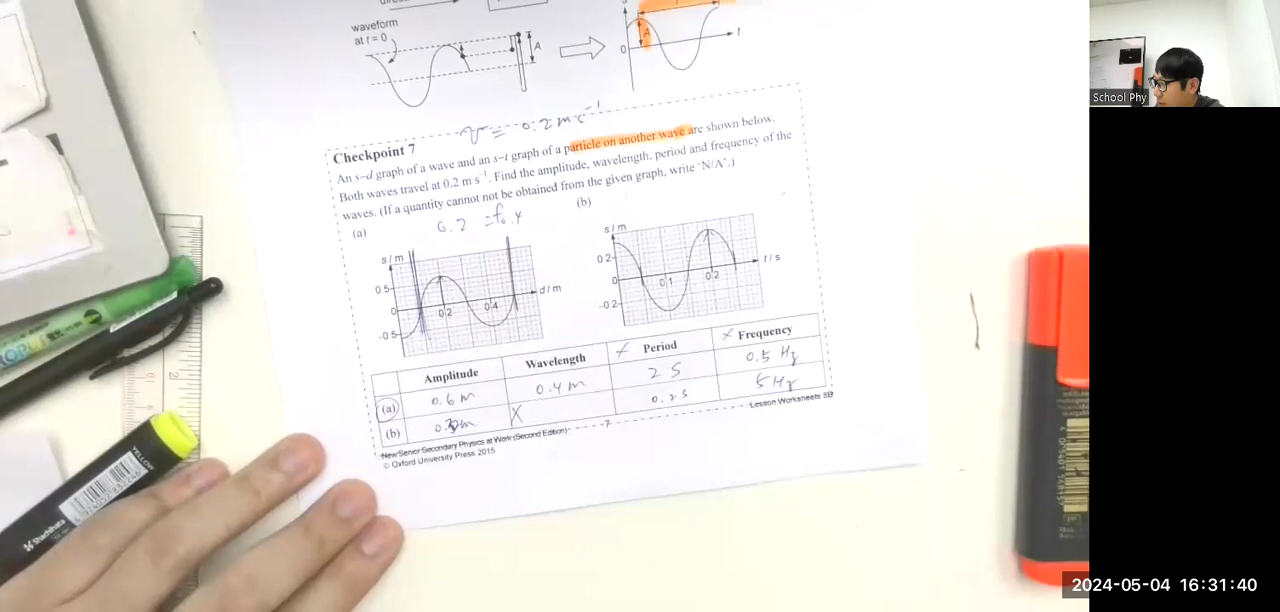 waveform
at t = 0
A
A
t
0
v = 0.2 m s⁻¹
Checkpoint 7
An s–d graph of a wave and an s–t graph of a particle on another wave are shown below.
Both waves travel at 0.2 m s⁻¹. Find the amplitude, wavelength, period and frequency of the
waves. (If a quantity cannot not be obtained from the given graph, write 'N/A'.)
(a)
0.2 = f 0.4
(b)
s / m
0.5
0
-0.5
0.2
0.4
d / m
s / m
0.2
0
-0.2
0.1
0.2
t / s
Amplitude Wavelength Period Frequency
(a) 0.6 m 0.4 m 2 s 0.5 Hz
(b) X 0.2 s 5 Hz
New Senior Secondary Physics at Work (Second Edition) - 7 - Lesson Worksheets 3B
© Oxford University Press 2015
YELLOW
Shachihata
School Phy
2024-05-04 16:31:40